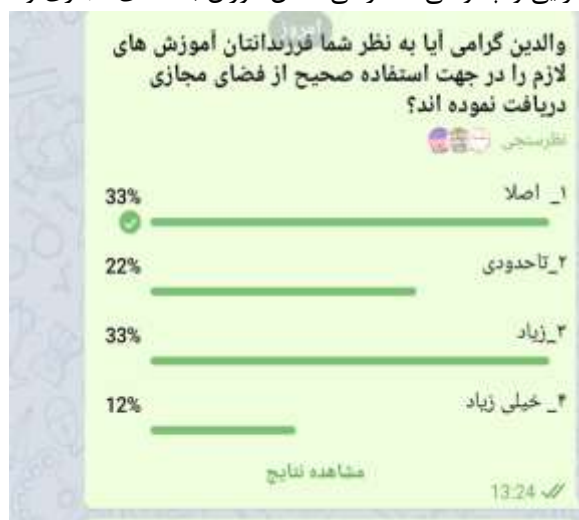 امروز
والدین گرامی آیا به نظر شما فرزندانتان آموزش های
لازم را در جهت استفاده صحیح از فضای مجازی
دریافت نموده اند؟
نظرسنجی
۱_ اصلا
33%
۲_تاحدودی
22%
۳_زیاد
33%
۴_ خیلی زیاد
12%
مشاهده نتایج
13:24